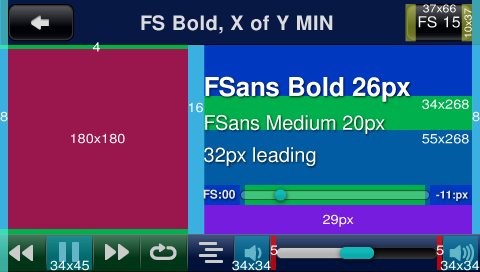 FS Bold, X of Y MIN
37x66
FS 15
10x37
4
8
180x180
16
FSans Bold 26px
34x268
8
FSans Medium 20px
55x268
32px leading
FS:00
-11:px
29px
34x45
34x34
5
5
34x34